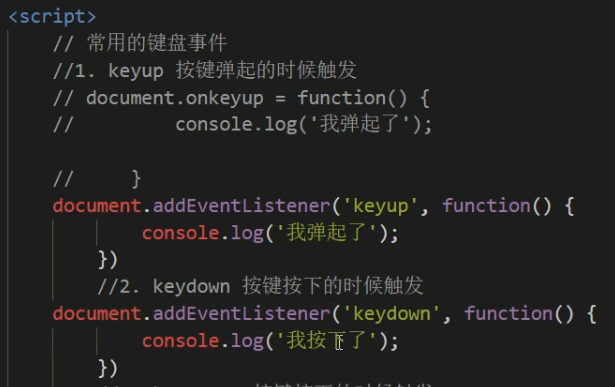 <script>
// 常用的键盘事件
//1. keyup 按键弹起的时候触发
// document.onkeyup = function() {
//         console.log('我弹起了');
//     }
document.addEventListener('keyup', function() {
console.log('我弹起了');
})
//2. keydown 按键按下的时候触发
document.addEventListener('keydown', function() {
console.log('我按下了');
})